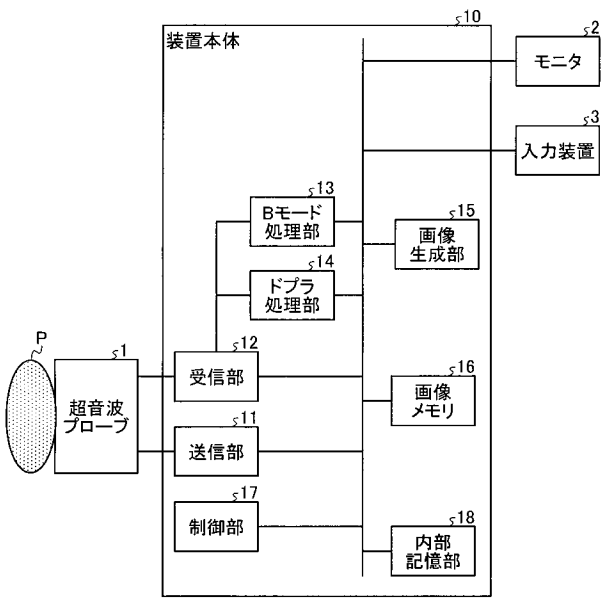 10
装置本体
2
モニタ
3
入力装置
13
Bモード
処理部
15
画像
生成部
14
ドプラ
処理部
P
1
超音波
プローブ
12
受信部
16
画像
メモリ
11
送信部
17
制御部
18
内部
記憶部